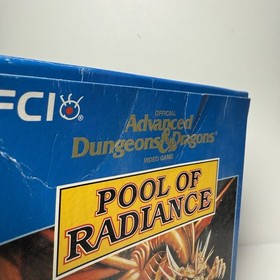 FCI
OFFICIAL
Advanced
Dungeons & Dragons
VIDEO GAME
POOL OF
RADIANCE